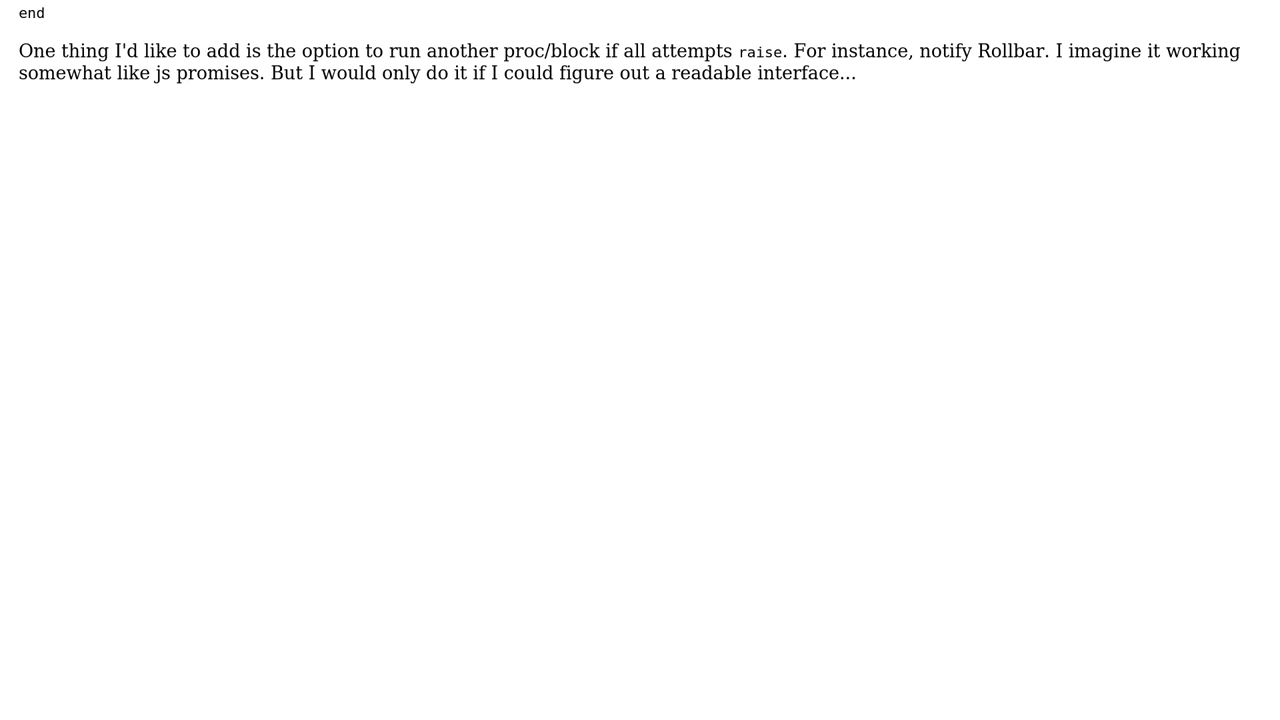 end
One thing I'd like to add is the option to run another proc/block if all attempts raise. For instance, notify Rollbar. I imagine it working
somewhat like js promises. But I would only do it if I could figure out a readable interface...